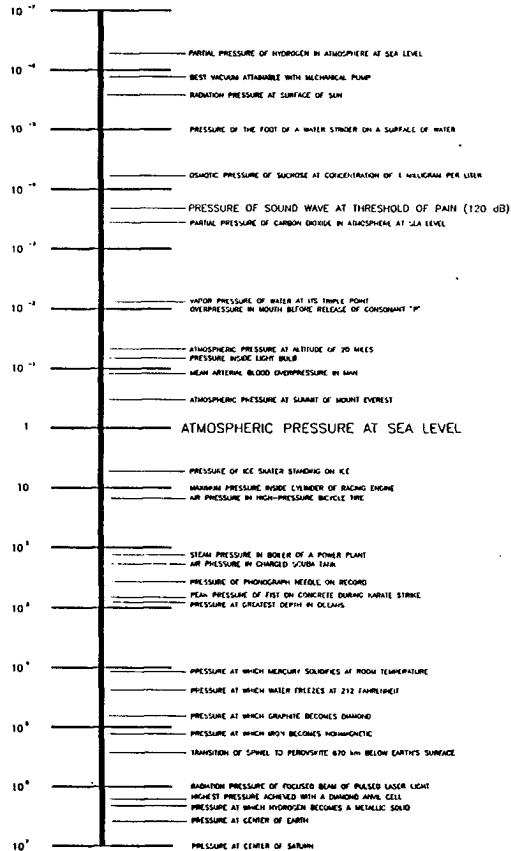 10⁻⁷
PARTIAL PRESSURE OF HYDROGEN IN ATMOSPHERE AT SEA LEVEL
BEST VACUUM ATTAINABLE WITH MECHANICAL PUMP
RADIATION PRESSURE AT SURFACE OF SUN
PRESSURE OF THE FOOT OF A WATER STRIDER ON A SURFACE OF WATER
OSMOTIC PRESSURE OF SUCROSE AT CONCENTRATION OF 1 MILLIGRAM PER LITER
PRESSURE OF SOUND WAVE AT THRESHOLD OF PAIN (120 dB)
PARTIAL PRESSURE OF CARBON DIOXIDE IN ATMOSPHERE AT SEA LEVEL
VAPOR PRESSURE OF WATER AT ITS TRIPLE POINT
10⁻² OVERPRESSURE IN MOUTH BEFORE RELEASE OF CONSONANT "P"
ATMOSPHERIC PRESSURE AT ALTITUDE OF 20 MILES
PRESSURE INSIDE LIGHT BULB
10⁻¹
MEAN ARTERIAL BLOOD OVERPRESSURE IN MAN
ATMOSPHERIC PRESSURE AT SUMMIT OF MOUNT EVEREST
1 ATMOSPHERIC PRESSURE AT SEA LEVEL
PRESSURE OF ICE SKATER STANDING ON ICE
10 MAXIMUM PRESSURE INSIDE CYLINDER OF RACING ENGINE
AIR PRESSURE IN HIGH-PRESSURE BICYCLE TIRE
STEAM PRESSURE IN BOILER OF A POWER PLANT
AIR PRESSURE IN CHARGED SCUBA TANK
PRESSURE OF PHONOGRAPH NEEDLE ON RECORD
PEAK PRESSURE OF FIST ON CONCRETE DURING KARATE STRIKE
PRESSURE AT GREATEST DEPTH IN OCEANS
10⁴
PRESSURE AT WHICH MERCURY SOLIDIFIES AT ROOM TEMPERATURE
PRESSURE AT WHICH WATER FREEZES AT 212 FAHRENHEIT
PRESSURE AT WHICH GRAPHITE BECOMES DIAMOND
10⁵
PRESSURE AT WHICH IRON BECOMES NONMAGNETIC
TRANSITION OF SPINEL TO PEROVSKITE 670 km BELOW EARTH'S SURFACE
10⁶ RADIATION PRESSURE OF FOCUSED BEAM OF PULSED LASER LIGHT
HIGHEST PRESSURE ACHIEVED WITH A DIAMOND ANVIL CELL
PRESSURE AT WHICH HYDROGEN BECOMES A METALLIC SOLID
PRESSURE AT CENTER OF EARTH
10⁷ PRESSURE AT CENTER OF SATURN